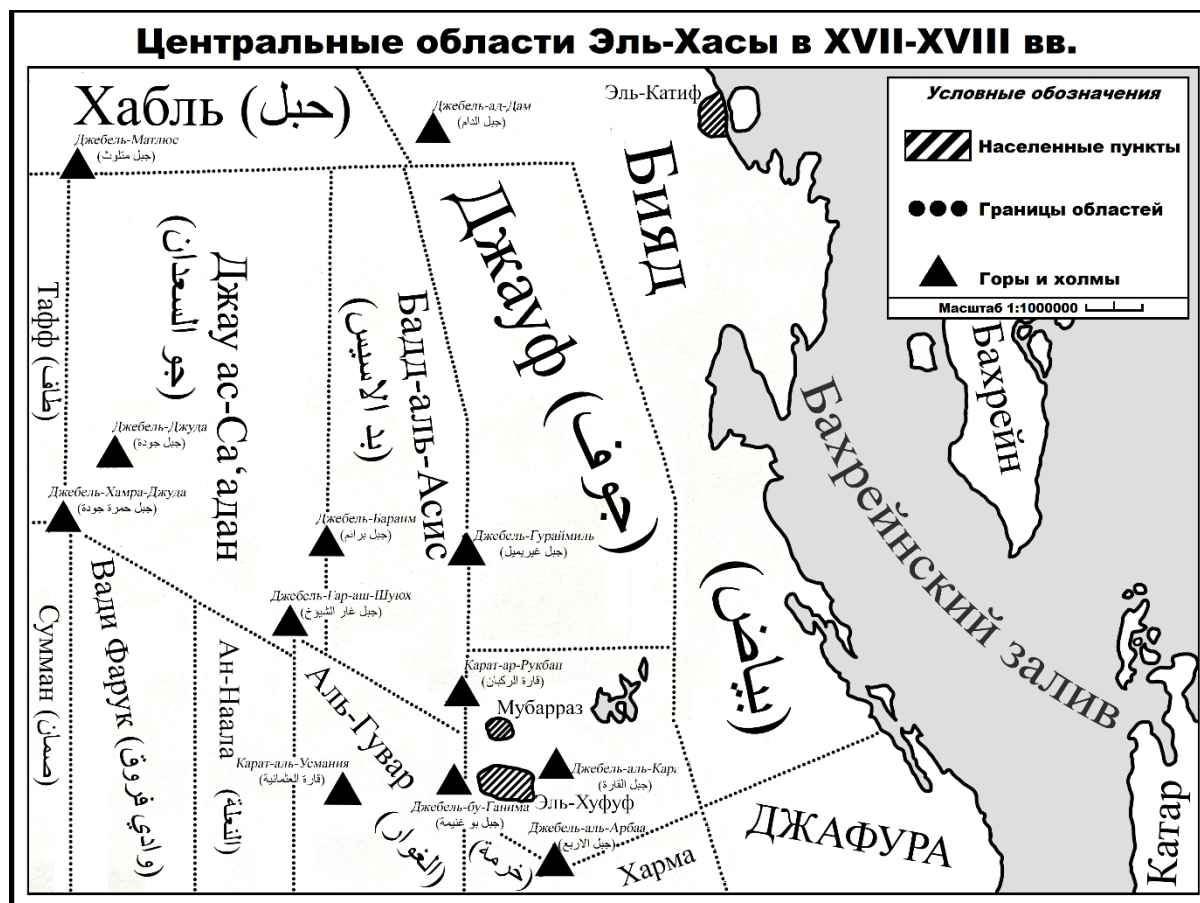 Центральные области Эль-Хасы в XVII-XVIII вв.
Хабль (حبل)
Джебель-ад-Дам
(جبل الدام)
Эль-Катиф
Условные обозначения
Населенные пункты
Границы областей
Горы и холмы
Масштаб 1:1000000
Джебель-Матлюс
(جبل مثلوث)
БИЯД
(بياض)
Джауф (جوف)
Джау ас-Са‘адан
(جو السعدان)
Бадд-аль-Асис
(بد الاسيس)
Тафф (طاف)
Бахрейн
Бахрейнский залив
Джебель-Джуда
(جبل جودة)
Джебель-Хамра-Джуда
(جبل حمرة جودة)
Джебель-Бараим
(جبل برائم)
Джебель-Гураймиль
(جبل غيريميل)
Джебель-Гар-аш-Шуюх
(جبل غار الشيوخ)
Вади Фарук (وادي فروق)
Сумман (صمان)
Ан-Наала (النعلة)
Аль-Гувар
(الغوار)
Карат-ар-Рукбан
(قارة الركبان)
Мубарраз
Карат-аль-Усмания
(قارة العثمانية)
Джебель-аль-Кара
(جبل القارة)
Эль-Хуфуф
Джебель-бу-Ганима
(جبل بو غنيمة)
Джебель-аль-Арбаа
(جبل الاربع)
(خرمة)
Харма
ДЖАФУРА
Катар